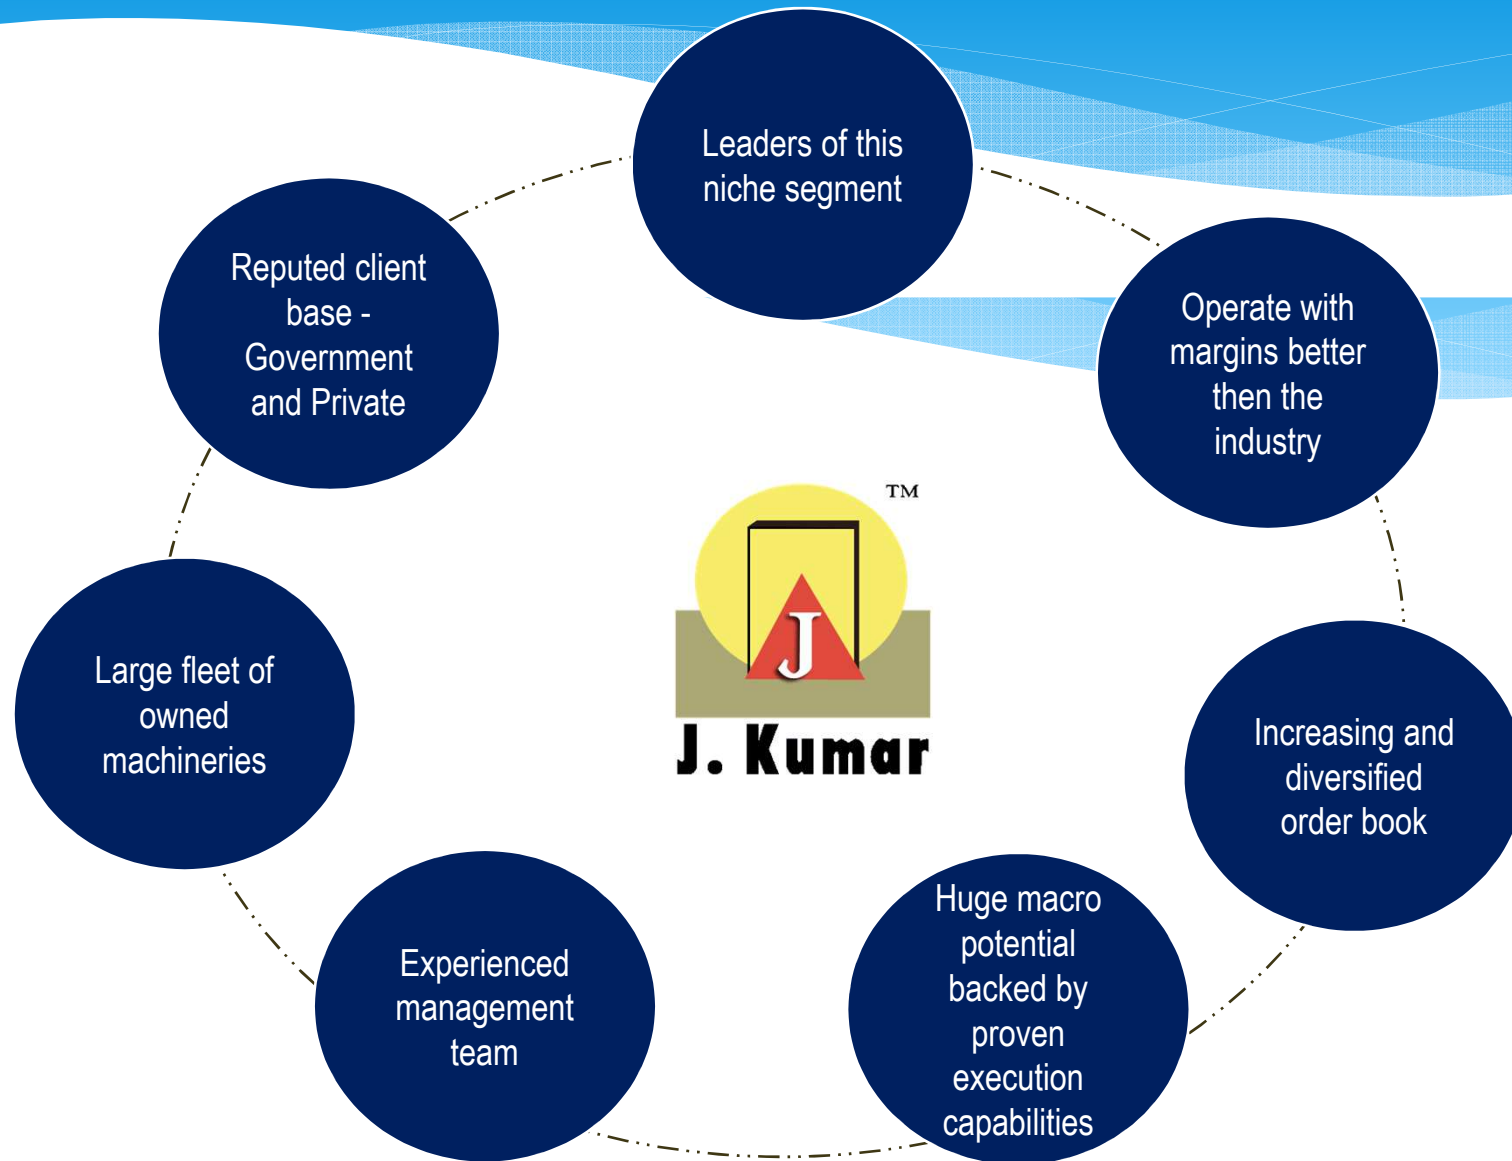 Leaders of this
niche segment
Operate with
margins better
then the
industry
Increasing and
diversified
order book
Huge macro
potential
backed by
proven
execution
capabilities
Experienced
management
team
Large fleet of
owned
machineries
Reputed client
base -
Government
and Private
TM
J
J. Kumar